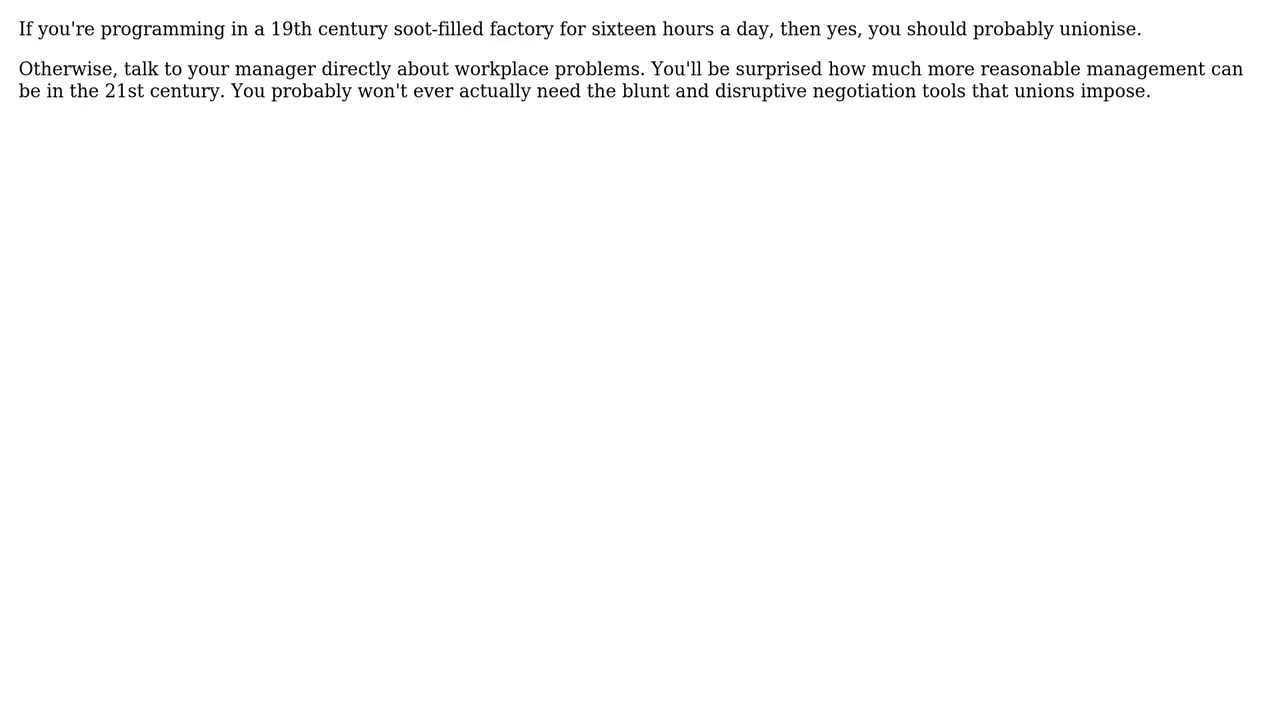 If you're programming in a 19th century soot-filled factory for sixteen hours a day, then yes, you should probably unionise.
Otherwise, talk to your manager directly about workplace problems. You'll be surprised how much more reasonable management can
be in the 21st century. You probably won't ever actually need the blunt and disruptive negotiation tools that unions impose.